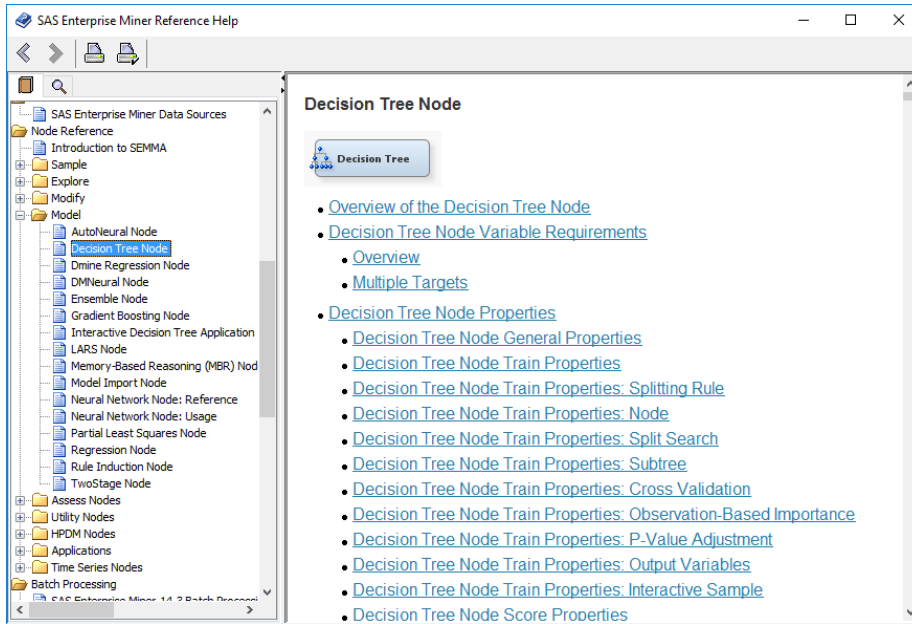 SAS Enterprise Miner Reference Help
SAS Enterprise Miner Data Sources
Node Reference
Introduction to SEMMA
Sample
Explore
Modify
Model
AutoNeural Node
Decision Tree Node
Dmine Regression Node
DMNeural Node
Ensemble Node
Gradient Boosting Node
Interactive Decision Tree Application
LARS Node
Memory-Based Reasoning (MBR) Nod
Model Import Node
Neural Network Node: Reference
Neural Network Node: Usage
Partial Least Squares Node
Regression Node
Rule Induction Node
TwoStage Node
Assess Nodes
Utility Nodes
HPDM Nodes
Applications
Time Series Nodes
Batch Processing
SAS Enterprise Miner 14.3 Batch Processi
Decision Tree Node
Decision Tree
Overview of the Decision Tree Node
Decision Tree Node Variable Requirements
Overview
Multiple Targets
Decision Tree Node Properties
Decision Tree Node General Properties
Decision Tree Node Train Properties
Decision Tree Node Train Properties: Splitting Rule
Decision Tree Node Train Properties: Node
Decision Tree Node Train Properties: Split Search
Decision Tree Node Train Properties: Subtree
Decision Tree Node Train Properties: Cross Validation
Decision Tree Node Train Properties: Observation-Based Importance
Decision Tree Node Train Properties: P-Value Adjustment
Decision Tree Node Train Properties: Output Variables
Decision Tree Node Train Properties: Interactive Sample
Decision Tree Node Score Properties